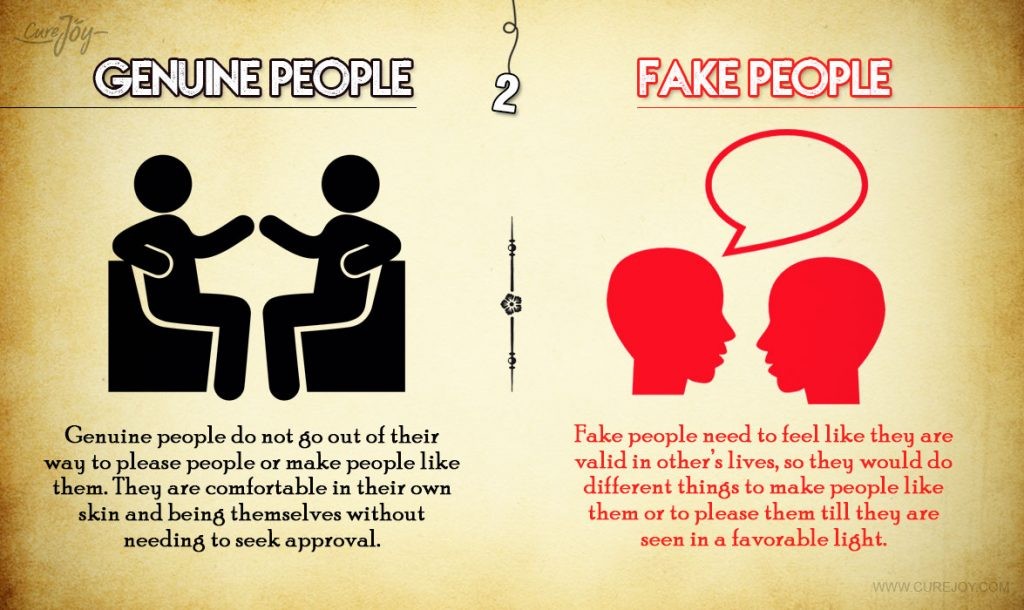 CureJoy
GENUINE PEOPLE
2
FAKE PEOPLE
Genuine people do not go out of their
way to please people or make people like
them. They are comfortable in their own
skin and being themselves without
needing to seek approval.
Fake people need to feel like they are
valid in other's lives, so they would do
different things to make people like
them or to please them till they are
seen in a favorable light.
WWW.CUREJOY.COM